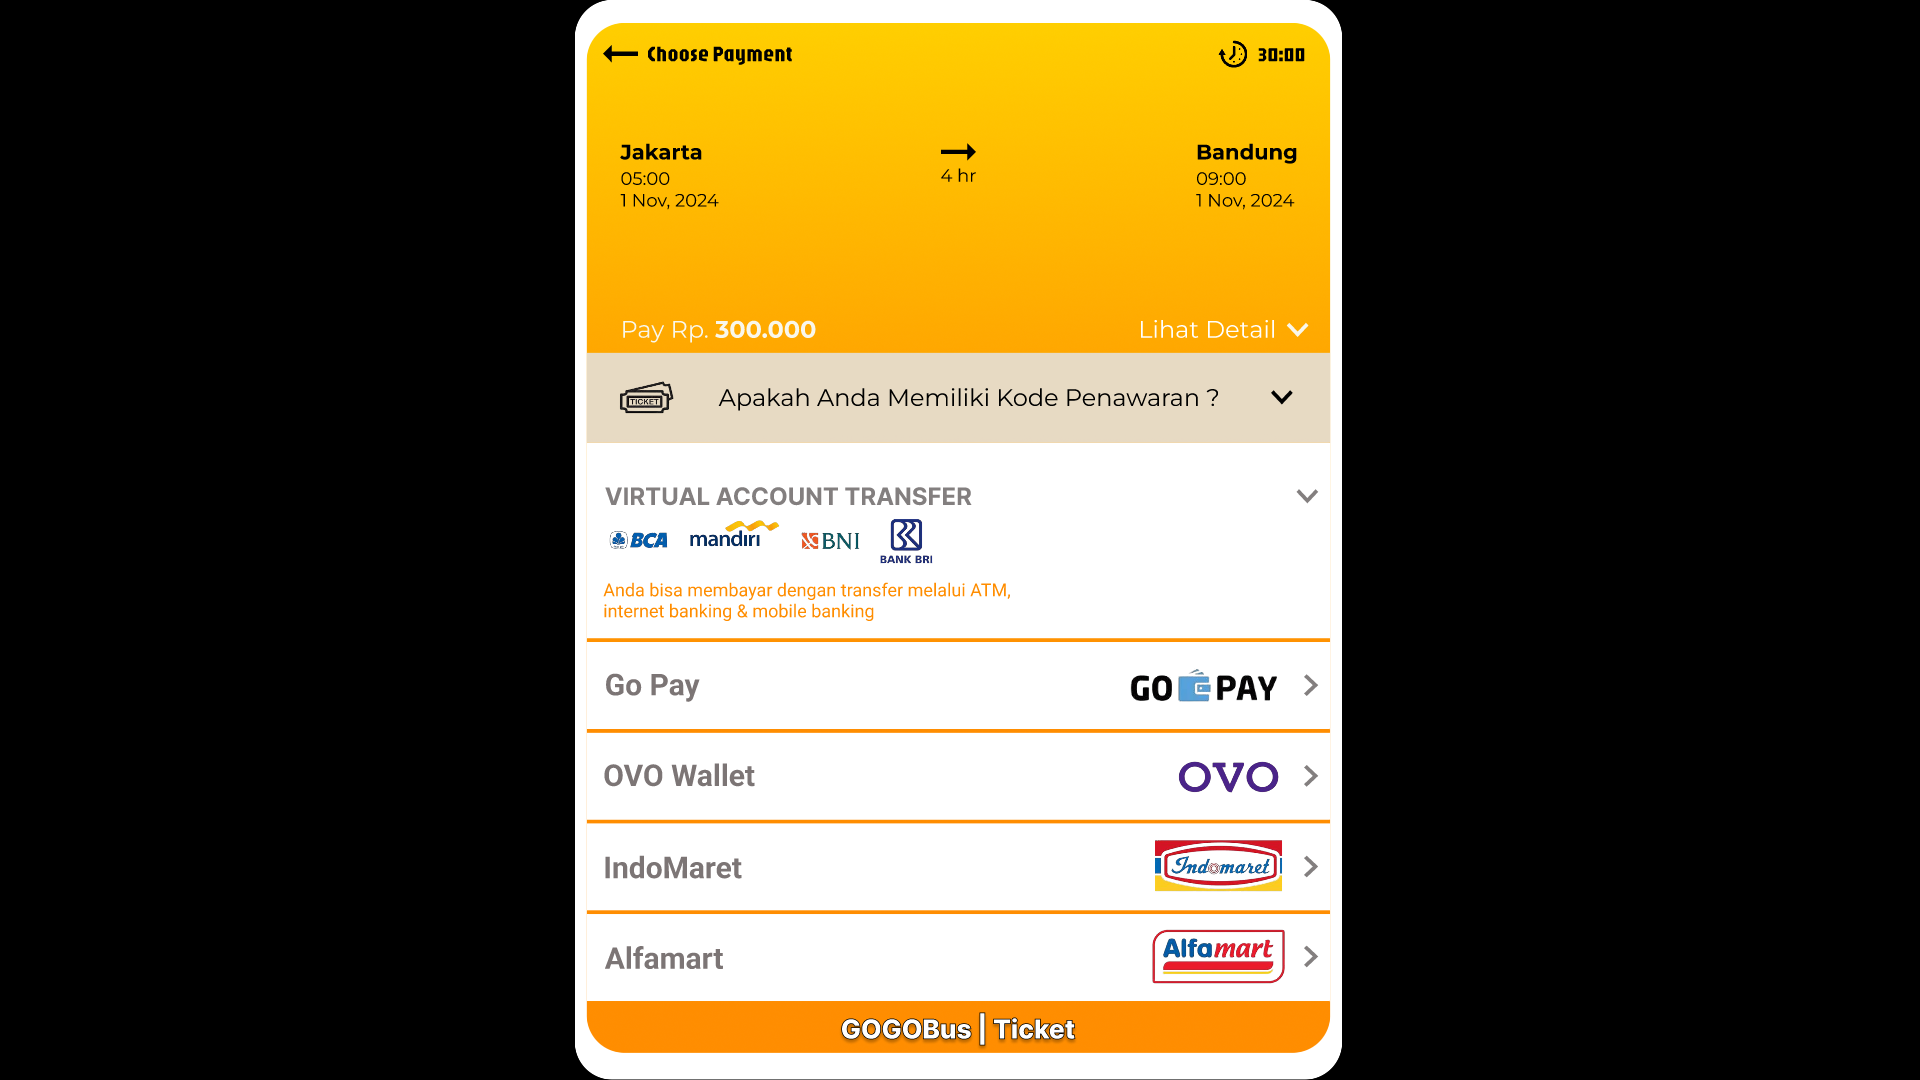 Choose Payment
30:00
Jakarta
05:00
1 Nov, 2024
4 hr
Bandung
09:00
1 Nov, 2024
Pay Rp. 300.000
Lihat Detail
TICKET
Apakah Anda Memiliki Kode Penawaran ?
VIRTUAL ACCOUNT TRANSFER
BCA
mandiri
BNI
BANK BRI
Anda bisa membayar dengan transfer melalui ATM,
internet banking & mobile banking
Go Pay
GO PAY
OVO Wallet
OVO
IndoMaret
Indomaret
Alfamart
Alfamart
GOGOBus | Ticket